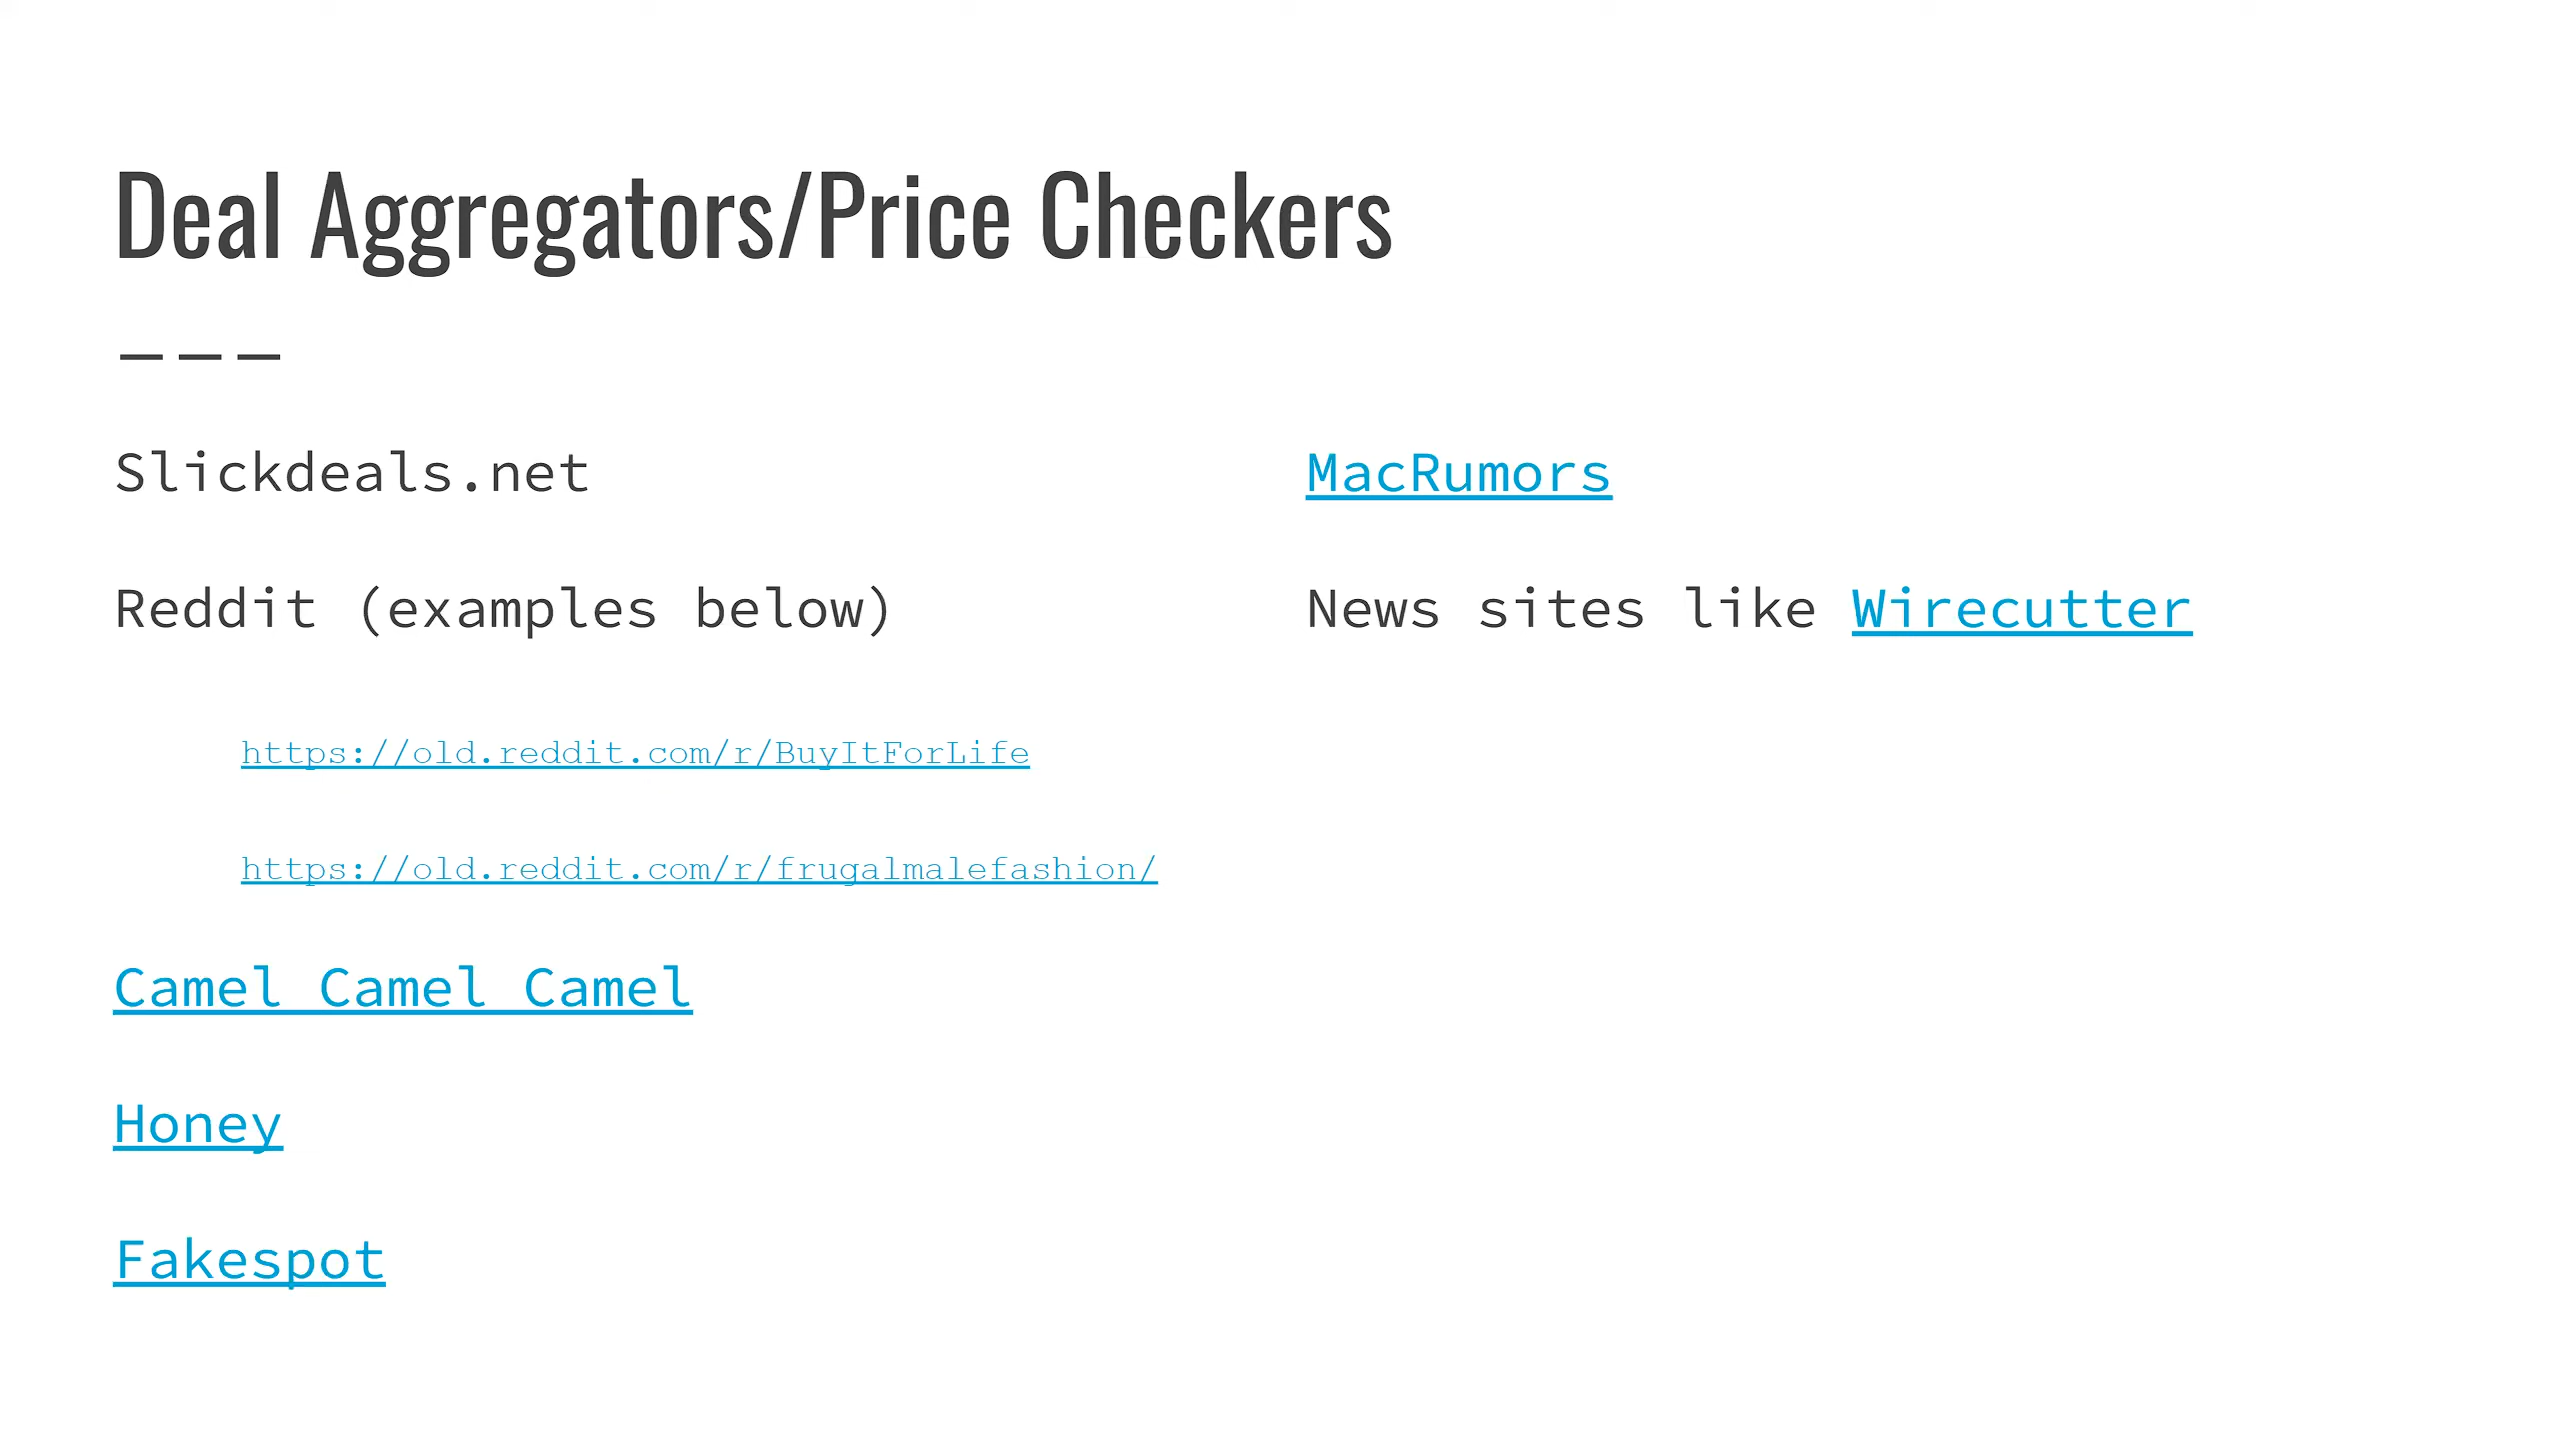 Deal Aggregators/Price Checkers
Slickdeals.net
Reddit (examples below)
https://old.reddit.com/r/BuyItForLife
https://old.reddit.com/r/frugalmalefashion/
Camel Camel Camel
Honey
Fakespot
MacRumors
News sites like Wirecutter